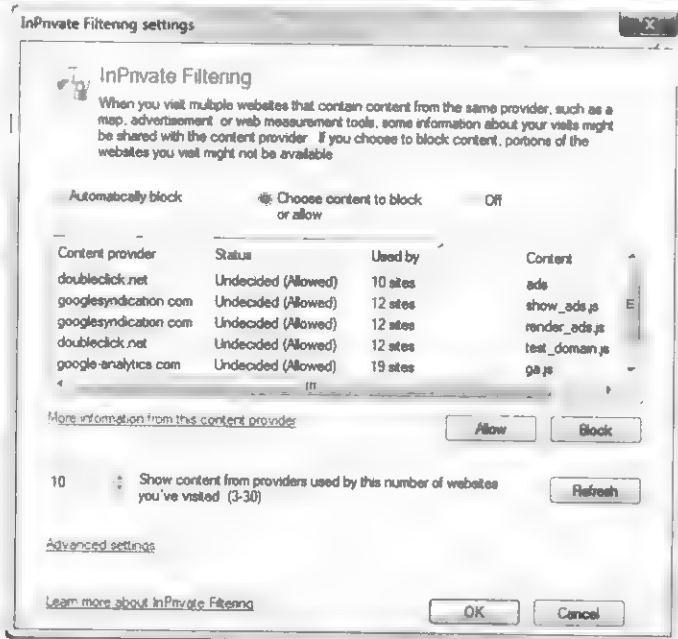 InPrivate Filtering settings
X
InPrivate Filtering
When you visit multiple websites that contain content from the same provider, such as a
map, advertisement or web measurement tools, some information about your visits might
be shared with the content provider If you choose to block content, portions of the
websites you visit might not be available
Automatically block Choose content to block Off
or allow
Content provider Status Used by Content
doubleclick.net Undecided (Allowed) 10 sites ads
googlesyndication com Undecided (Allowed) 12 sites show_ads.js
googlesyndication com Undecided (Allowed) 12 sites render_ads.js
doubleclick.net Undecided (Allowed) 12 sites test_domain.js
google-analytics com Undecided (Allowed) 19 sites ga.js
More information from this content provider Allow Block
10 Show content from providers used by this number of websites
you've visited (3-30) Refresh
Advanced settings
Learn more about InPrivate Filtering OK Cancel